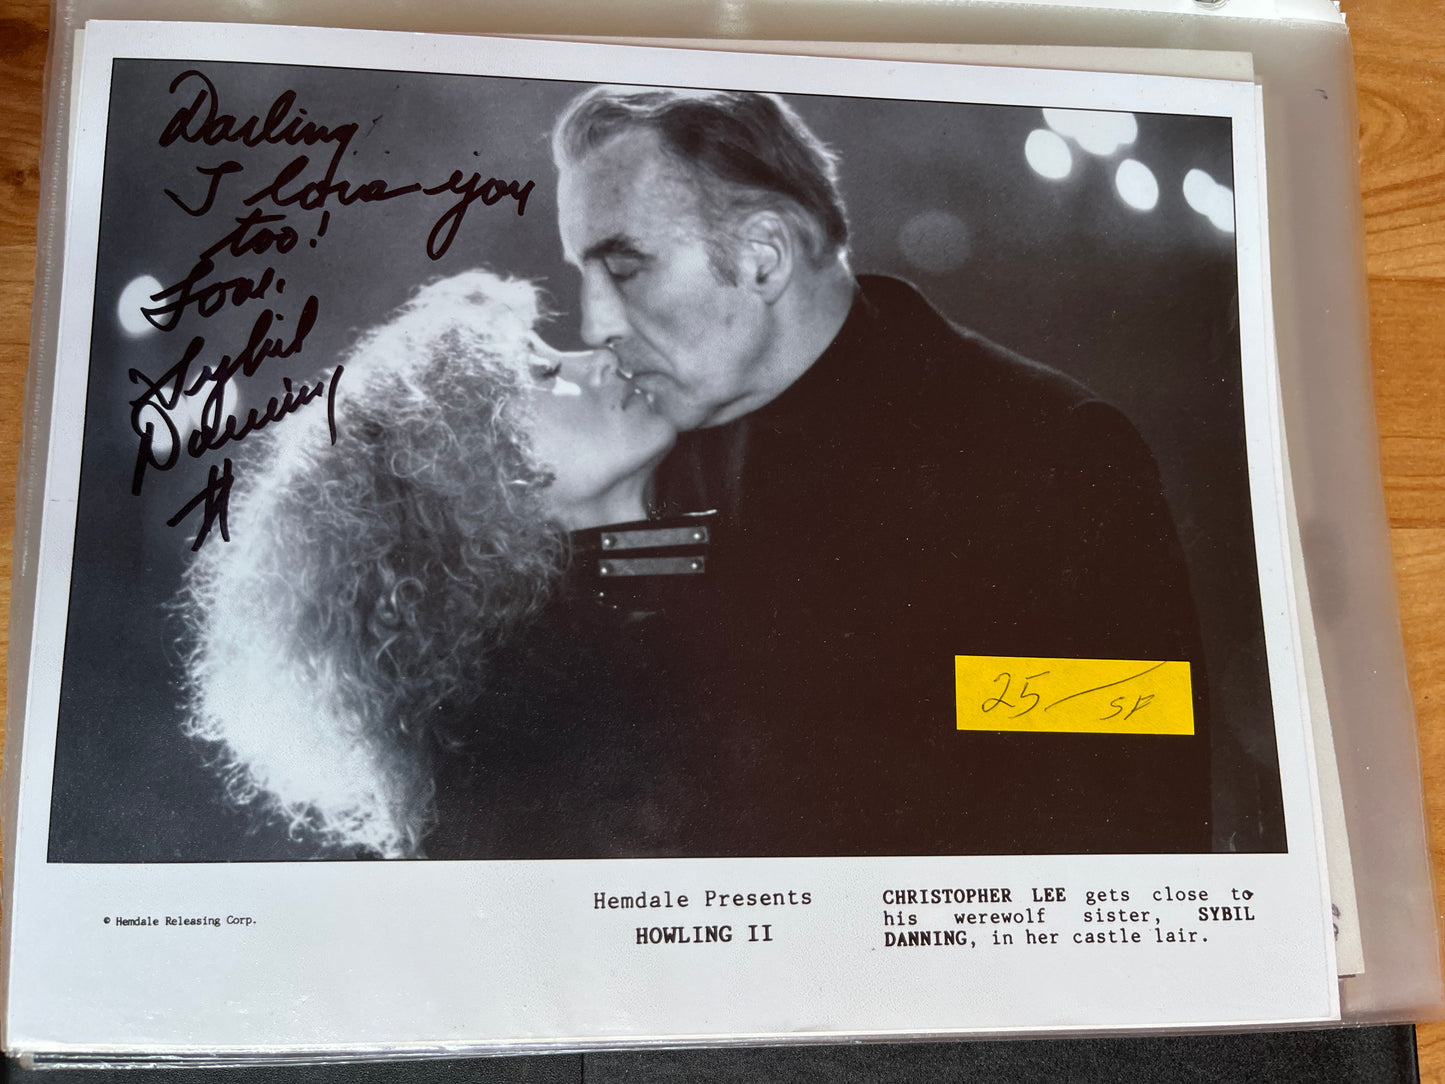 Darling
I love you
too!
Love.
Sybil
Danning
25 SF
© Hemdale Releasing Corp.
Hemdale Presents
HOWLING II
CHRISTOPHER LEE gets close to
his werewolf sister, SYBIL
DANNING, in her castle lair.